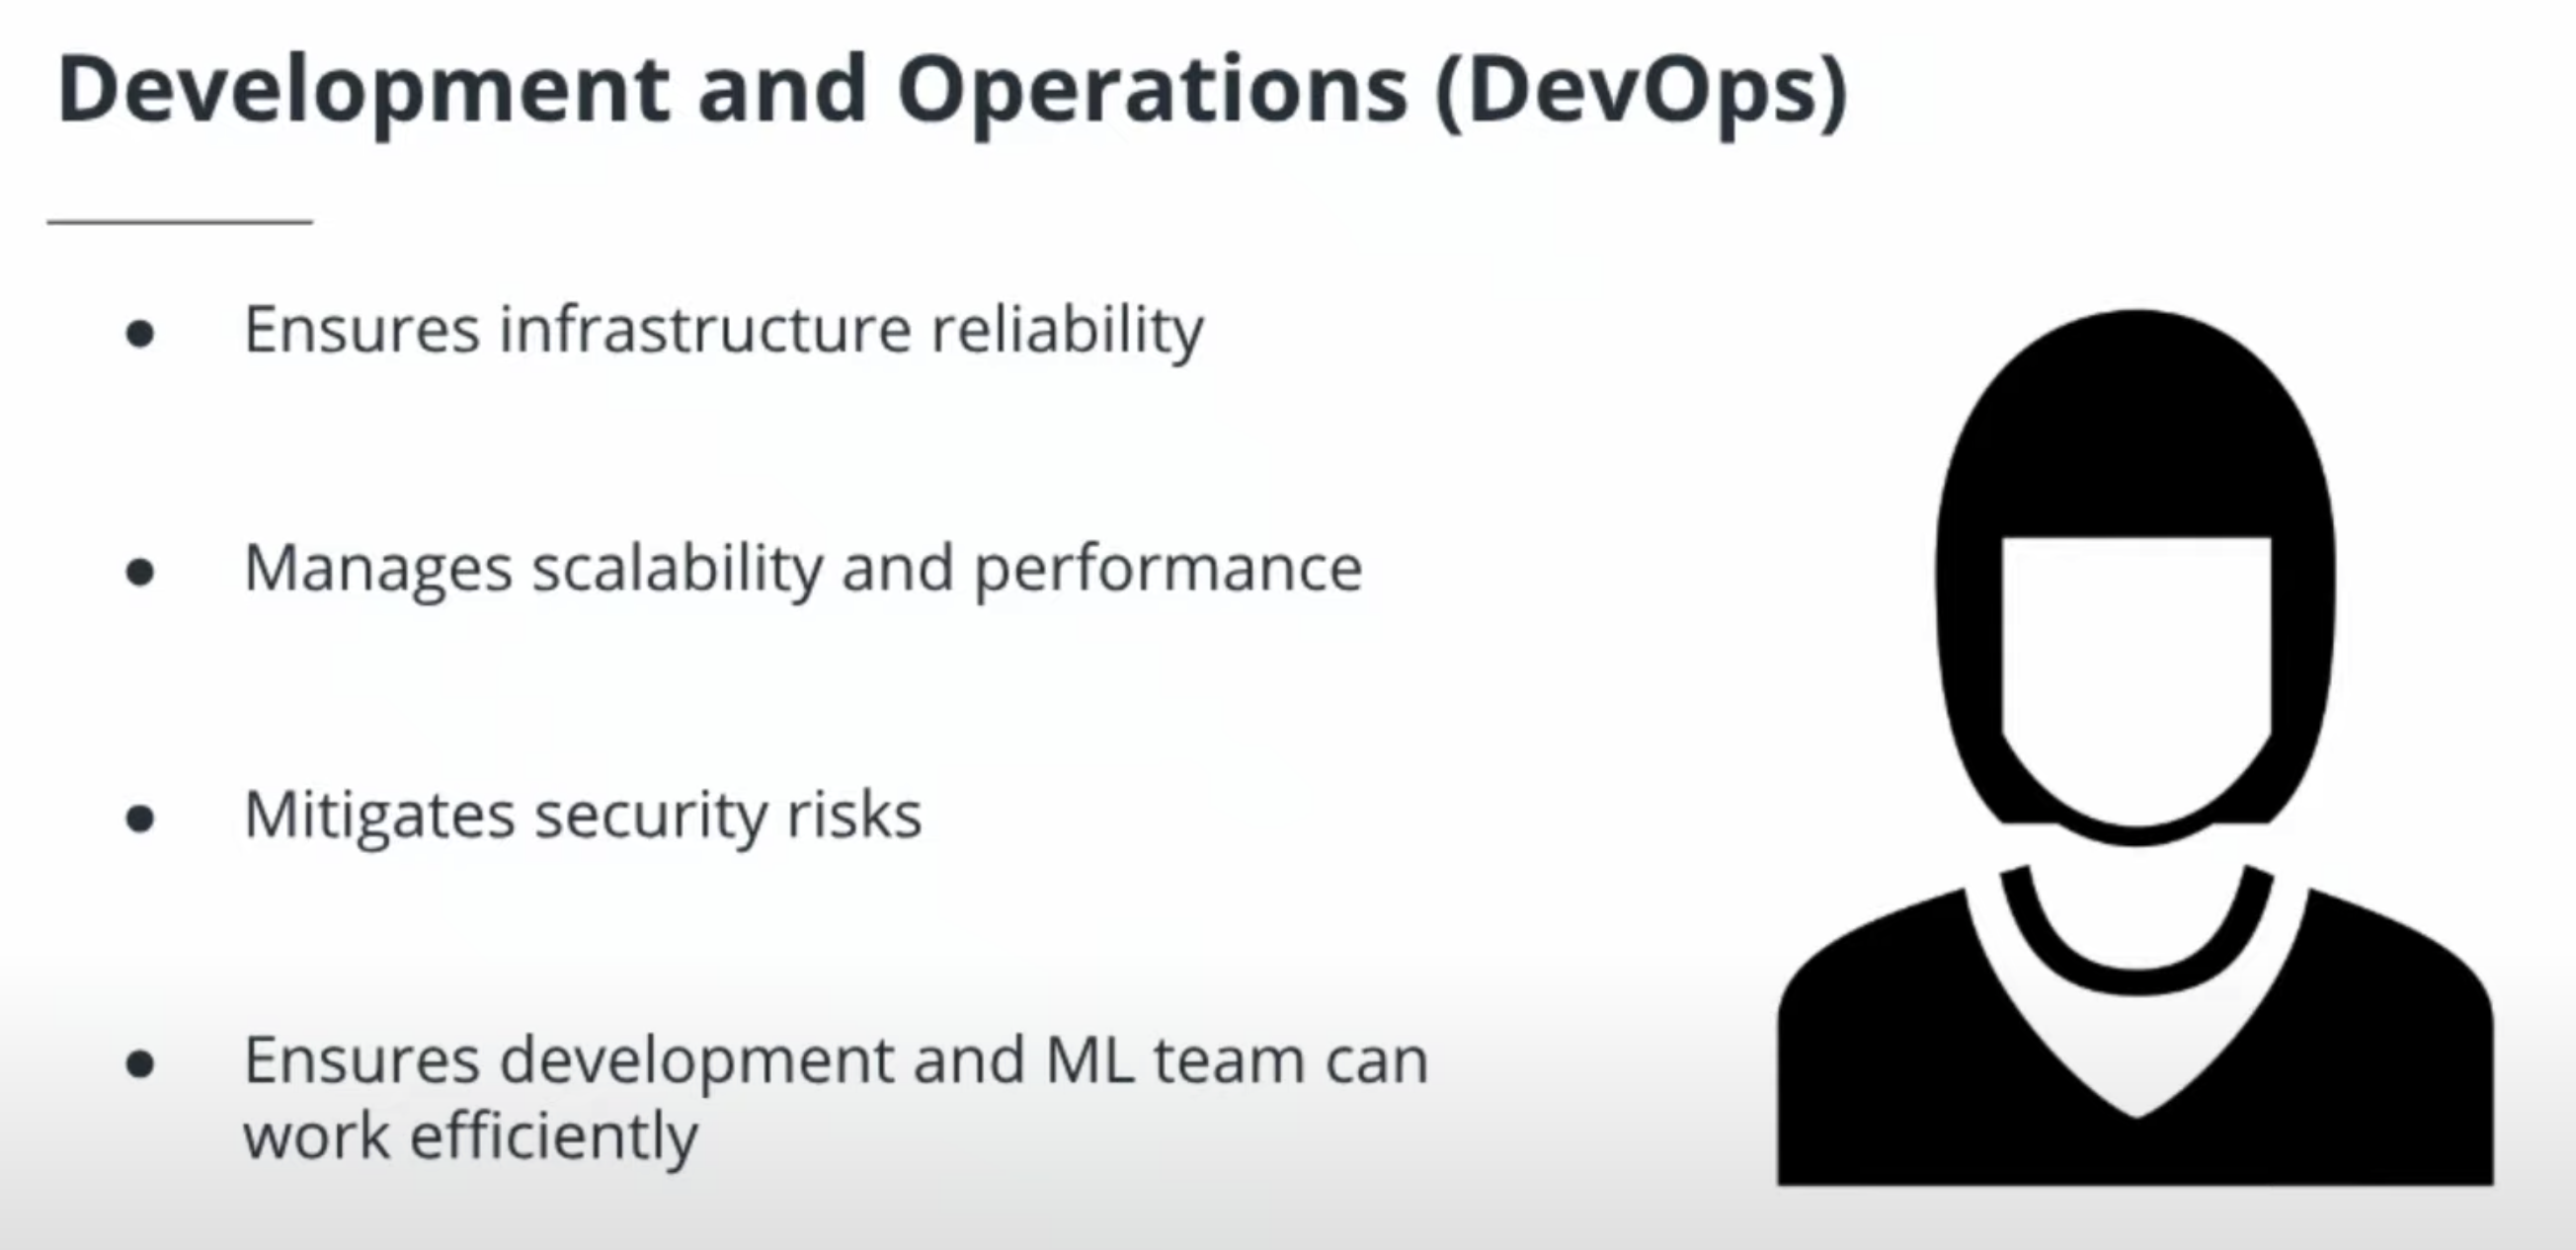 Development and Operations (DevOps)
● Ensures infrastructure reliability
● Manages scalability and performance
● Mitigates security risks
● Ensures development and ML team can
work efficiently